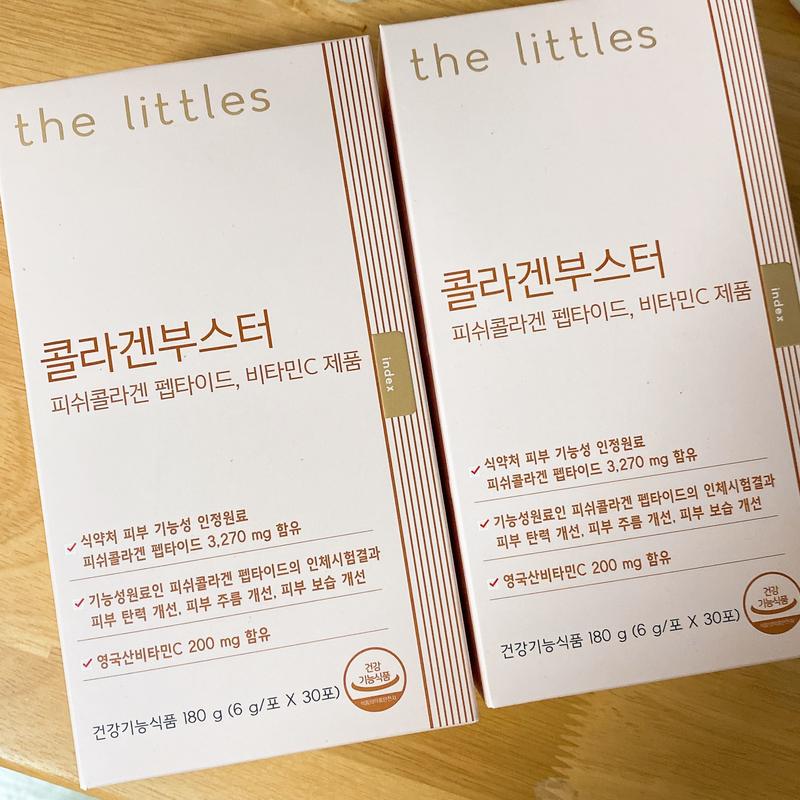 the littles
콜라겐부스터
피쉬콜라겐 펩타이드, 비타민C 제품
index
식약처 피부 기능성 인정원료
피쉬콜라겐 펩타이드 3,270 mg 함유
기능성원료인 피쉬콜라겐 펩타이드의 인체시험결과
피부 탄력 개선, 피부 주름 개선, 피부 보습 개선
영국산비타민C 200 mg 함유
건강
기능식품
식품의약품안전처
건강기능식품 180 g (6 g/포 X 30포)
the littles
콜라겐부스터
피쉬콜라겐 펩타이드, 비타민C 제품
index
식약처 피부 기능성 인정원료
피쉬콜라겐 펩타이드 3,270 mg 함유
기능성원료인 피쉬콜라겐 펩타이드의 인체시험결과
피부 탄력 개선, 피부 주름 개선, 피부 보습 개선
영국산비타민C 200 mg 함유
건강
기능식품
건강기능식품 180 g (6 g/포 X 30포)